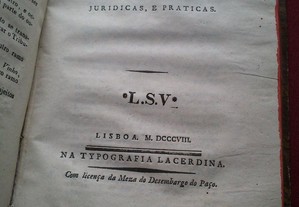 JURIDICAS, E PRATICAS.
•L.S.V•
LISBOA. M. DCCCVIII.
NA TYPOGRAFIA LACERDINA.
Com licença da Meza do Desembargo do Paço.